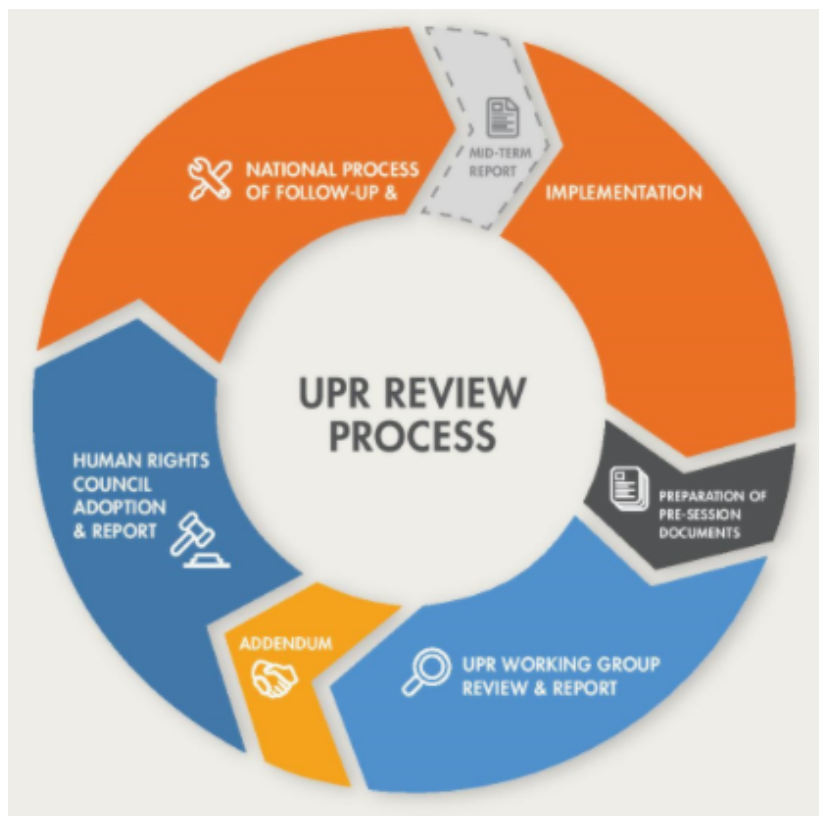 MID-TERM
REPORT
NATIONAL PROCESS
OF FOLLOW-UP &
IMPLEMENTATION
UPR REVIEW
PROCESS
HUMAN RIGHTS
COUNCIL
ADOPTION
& REPORT
PREPARATION OF
PRE-SESSION
DOCUMENTS
ADDENDUM
UPR WORKING GROUP
REVIEW & REPORT